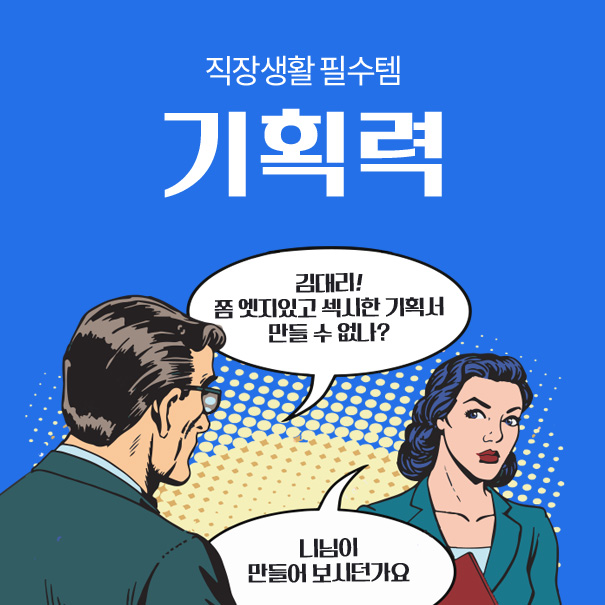 직장생활 필수템
기획력
김대리!
쫌 엣지있고 섹시한 기획서
만들 수 없나?
니님이
만들어 보시던가요